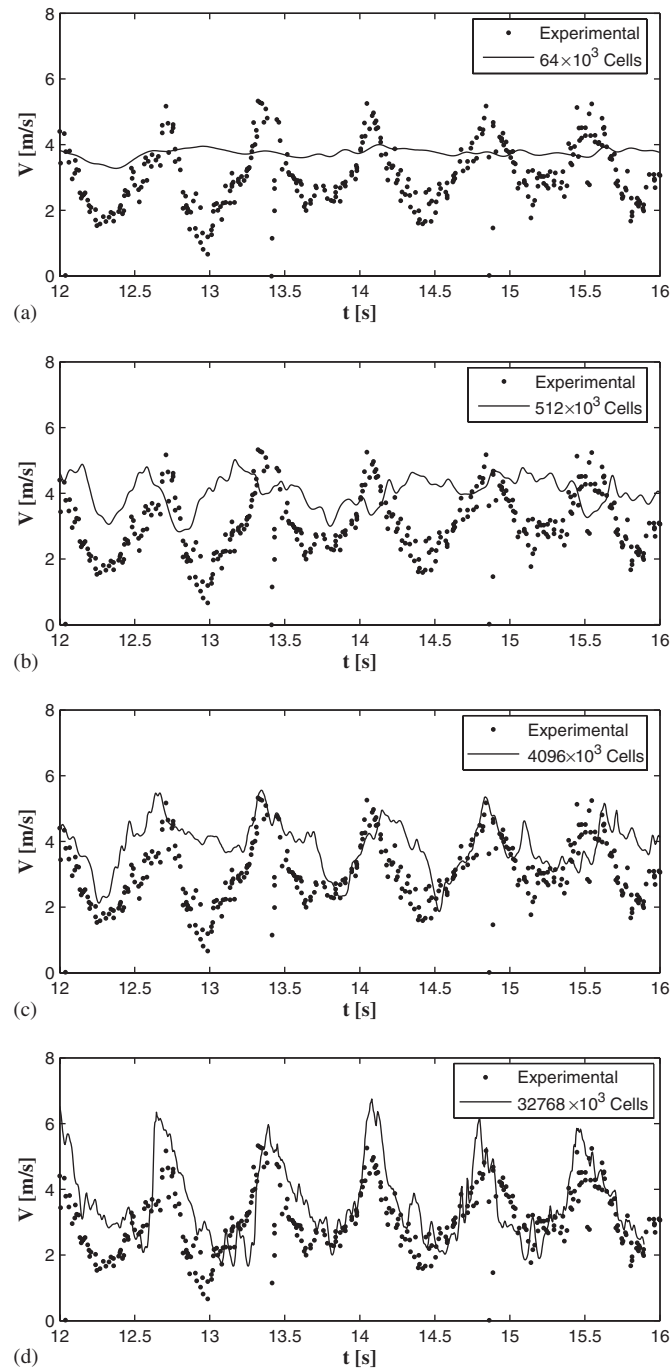 8
6
4
2
0
V [m/s]
Experimental
64×10³ Cells
12 12.5 13 13.5 14 14.5 15 15.5 16
(a)
t [s]
8
6
4
2
0
V [m/s]
Experimental
512×10³ Cells
12 12.5 13 13.5 14 14.5 15 15.5 16
(b)
t [s]
8
6
4
2
0
V [m/s]
Experimental
4096×10³ Cells
12 12.5 13 13.5 14 14.5 15 15.5 16
(c)
t [s]
8
6
4
2
0
V [m/s]
Experimental
32768×10³ Cells
12 12.5 13 13.5 14 14.5 15 15.5 16
(d)
t [s]